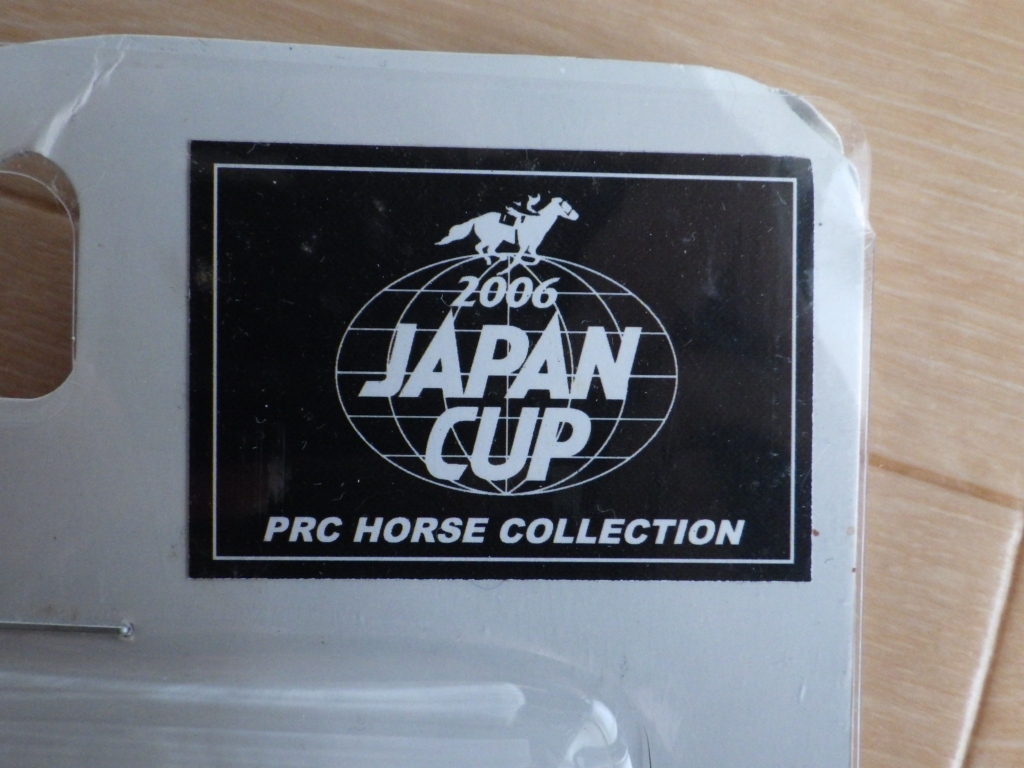 2006
JAPAN
CUP
PRC HORSE COLLECTION